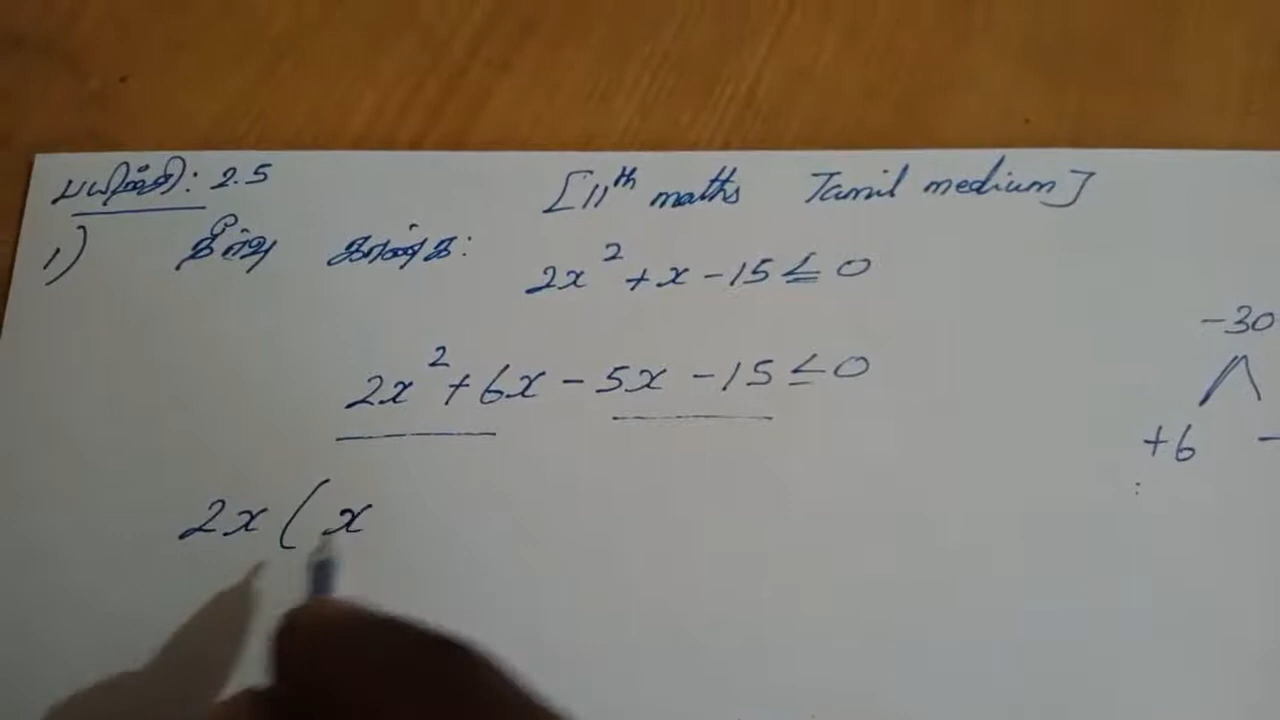 பயிற்சி: 2.5
[11th maths Tamil medium]
1) தீர்வு காண்க:
2x² + x - 15 ≤ 0
2x² + 6x - 5x - 15 ≤ 0
-30
+6 -
2x ( x